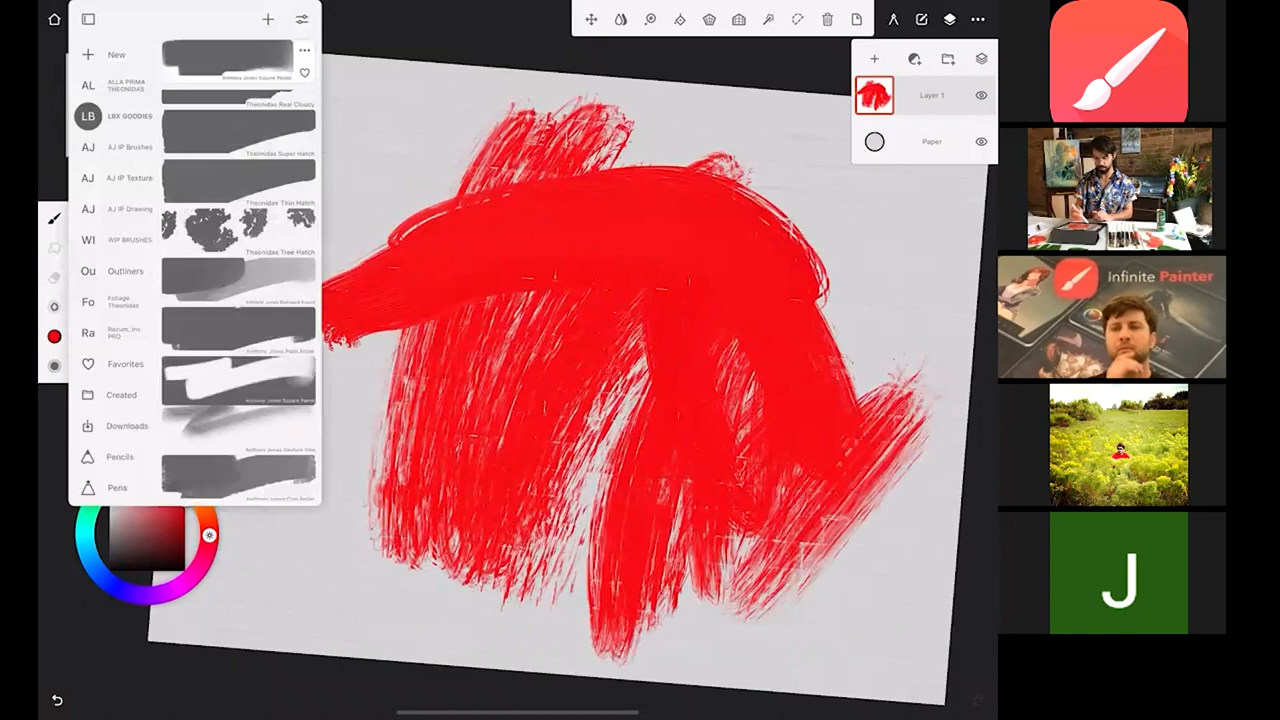 New
AL
ALLA PRIMA
THEONIDAS
LB
LBX GOODIES
AJ
AJ IP Brushes
AJ
AJ IP Texture
AJ
AJ IP Drawing
WI
WIP BRUSHES
Ou
Outliners
Fo
Foliage
Theonidas
Ra
Razum_inc
PRO
Favorites
Created
Downloads
Pencils
Pens
Theonidas Real Cloudy
Theonidas Super Hatch
Theonidas Thin Hatch
Theonidas Tree Hatch
Layer 1
Paper
Infinite Painter
J